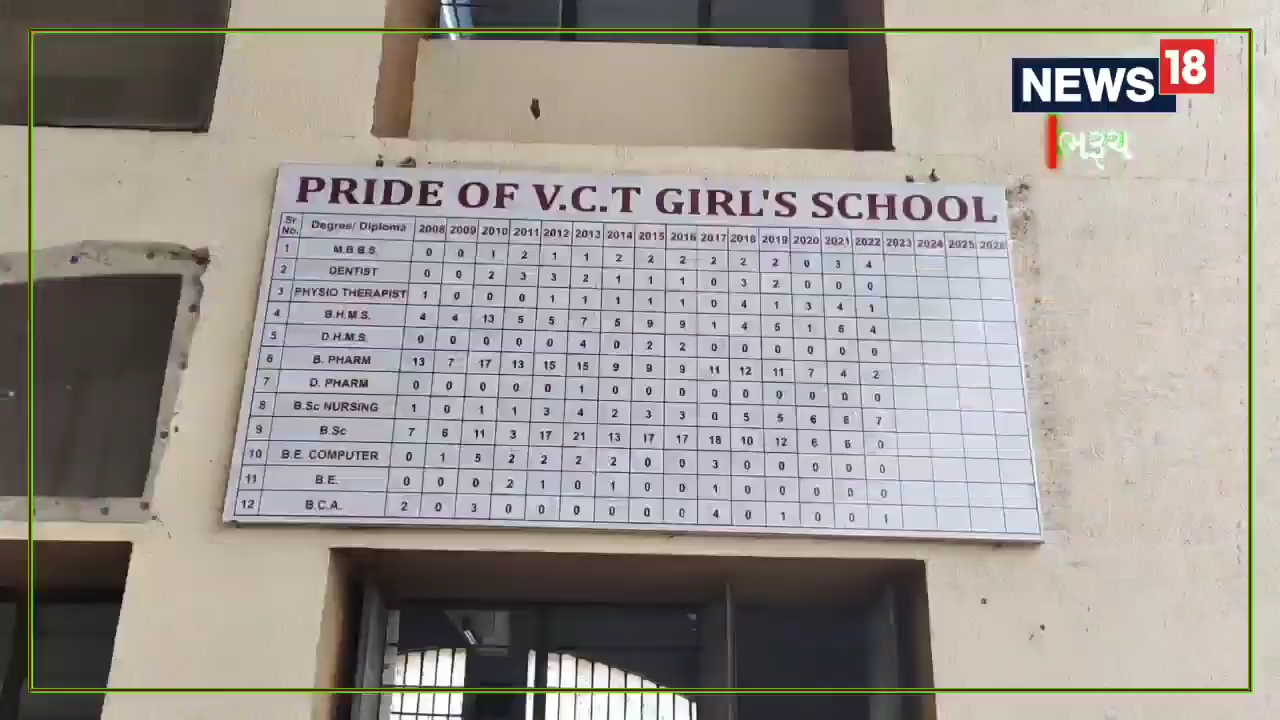 NEWS 18
ભરૂચ
PRIDE OF V.C.T GIRL'S SCHOOL
Sr No. Degree/ Diploma 2008 2009 2010 2011 2012 2013 2014 2015 2016 2017 2018 2019 2020 2021 2022 2023 2024 2025 2026
1 M.B.B.S. 0 0 1 2 1 1 2 2 2 2 2 2 0 3 4
2 DENTIST 0 0 2 3 3 2 1 1 1 0 3 2 0 0 0
3 PHYSIO THERAPIST 1 0 0 0 1 1 1 1 1 0 4 1 3 4 1
4 B.H.M.S. 4 4 13 5 5 7 5 9 9 1 4 5 1 6 4
5 D.H.M.S. 0 0 0 0 0 4 0 2 2 0 0 0 0 0 0
6 B. PHARM 13 7 17 13 15 15 9 9 9 11 12 11 7 4 2
7 D. PHARM 0 0 0 0 0 1 0 0 0 0 0 0 0 0 0
8 B.Sc NURSING 1 0 1 1 3 4 2 3 3 0 5 5 6 8 7
9 B.Sc 7 6 11 3 17 21 13 17 17 18 10 12 6 6 0
10 B.E. COMPUTER 0 1 5 2 2 2 2 0 0 3 0 0 0 0 0
11 B.E. 0 0 0 2 1 0 1 0 0 1 0 0 0 0 0
12 B.C.A. 2 0 3 0 0 0 0 0 0 4 0 1 0 0 1